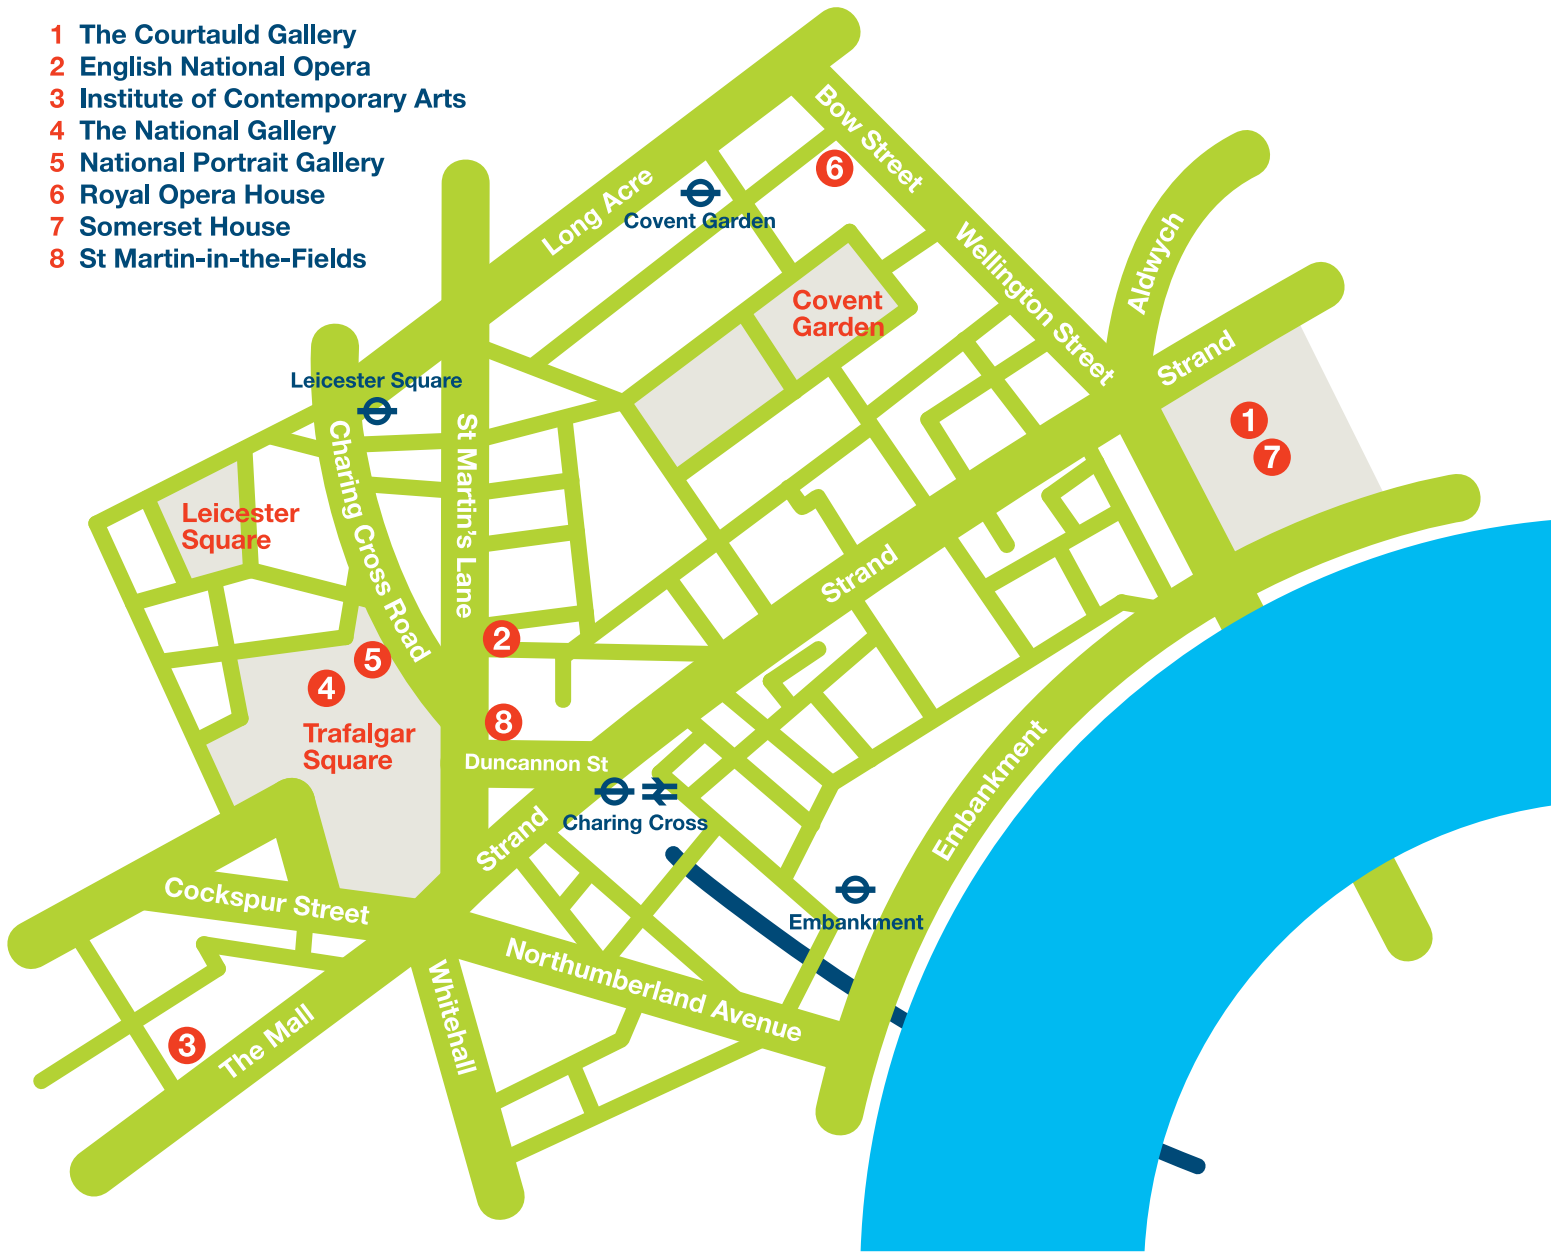 1 The Courtauld Gallery
2 English National Opera
3 Institute of Contemporary Arts
4 The National Gallery
5 National Portrait Gallery
6 Royal Opera House
7 Somerset House
8 St Martin-in-the-Fields
Bow Street
6
Long Acre
Covent Garden
Wellington Street
Aldwych
Covent
Garden
Strand
Leicester Square
1
7
St Martin's Lane
Charing Cross Road
Leicester
Square
Strand
2
5
4
8
Trafalgar
Square
Duncannon St
Embankment
Strand
Charing Cross
Cockspur Street
Embankment
Northumberland Avenue
Whitehall
The Mall
3